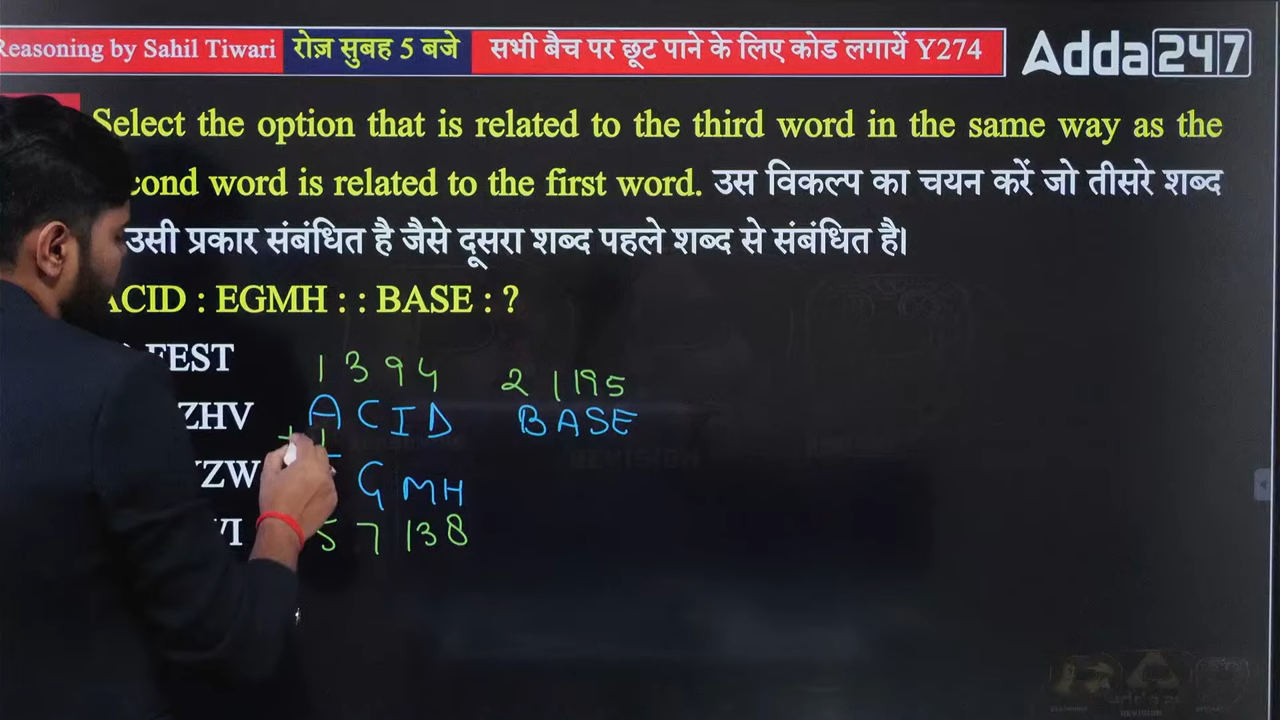 Reasoning by Sahil Tiwari रोज़ सुबह 5 बजे सभी बैच पर छूट पाने के लिए कोड लगायें Y274 Adda247
Select the option that is related to the third word in the same way as the
word is related to the first word. उस विकल्प का चयन करें जो तीसरे शब्द
उसी प्रकार संबंधित है जैसे दूसरा शब्द पहले शब्द से संबंधित है।
ACID : EGMH : : BASE : ?
FEST
1 3 9 4 2 1 19 5
ZHV
A C I D B A S E
ZW
G M H
VI
5 7 13 8